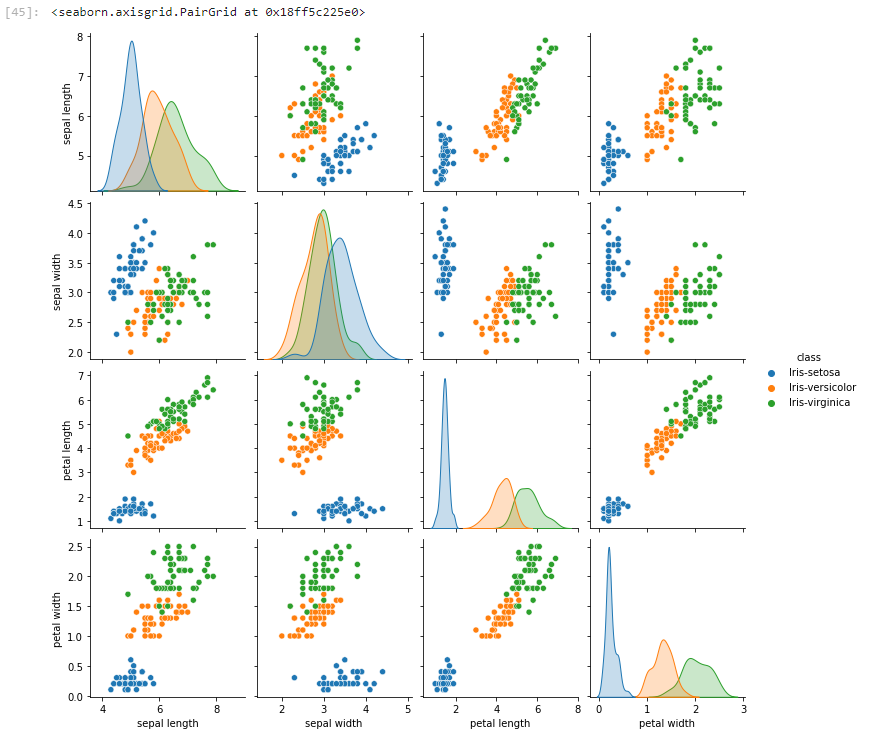 [45]: <seaborn.axisgrid.PairGrid at 0x18ff5c225e0>
8
7
6
5
sepal length
4.5
4.0
3.5
3.0
2.5
2.0
sepal width
7
6
5
4
3
2
1
petal length
2.5
2.0
1.5
1.0
0.5
0.0
petal width
4 6 8
sepal length
2 3 4 5
sepal width
2 4 6 8
petal length
0 1 2 3
petal width
class
Iris-setosa
Iris-versicolor
Iris-virginica